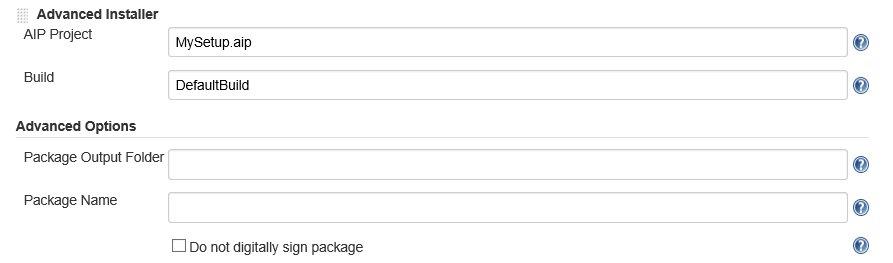 Advanced Installer
AIP Project
MySetup.aip
Build
DefaultBuild
Advanced Options
Package Output Folder
Package Name
Do not digitally sign package